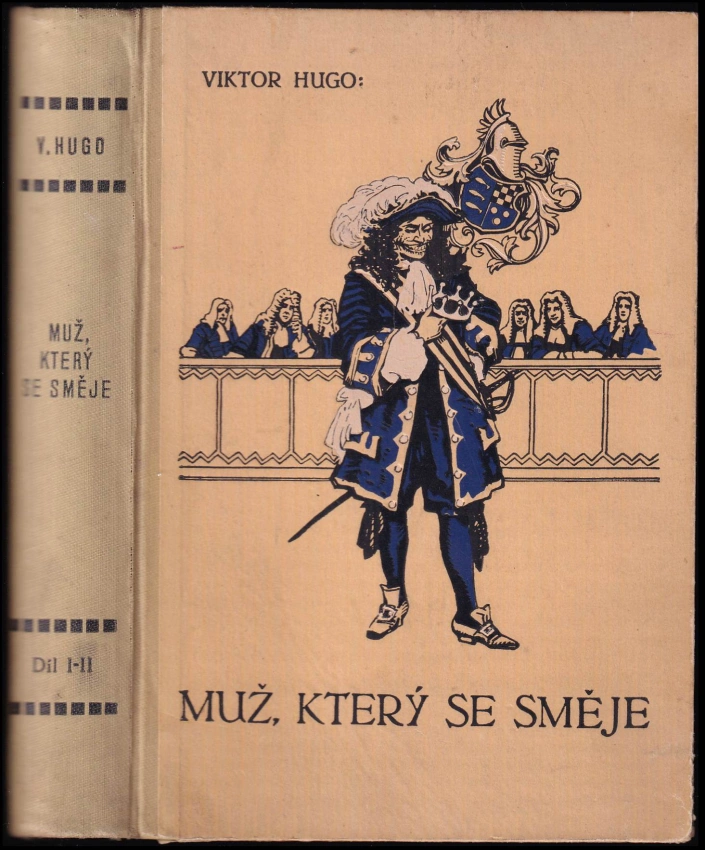 V. HUGO
MUŽ,
KTERÝ
SE SMĚJE
Díl I-II
VIKTOR HUGO:
MUŽ, KTERÝ SE SMĚJE